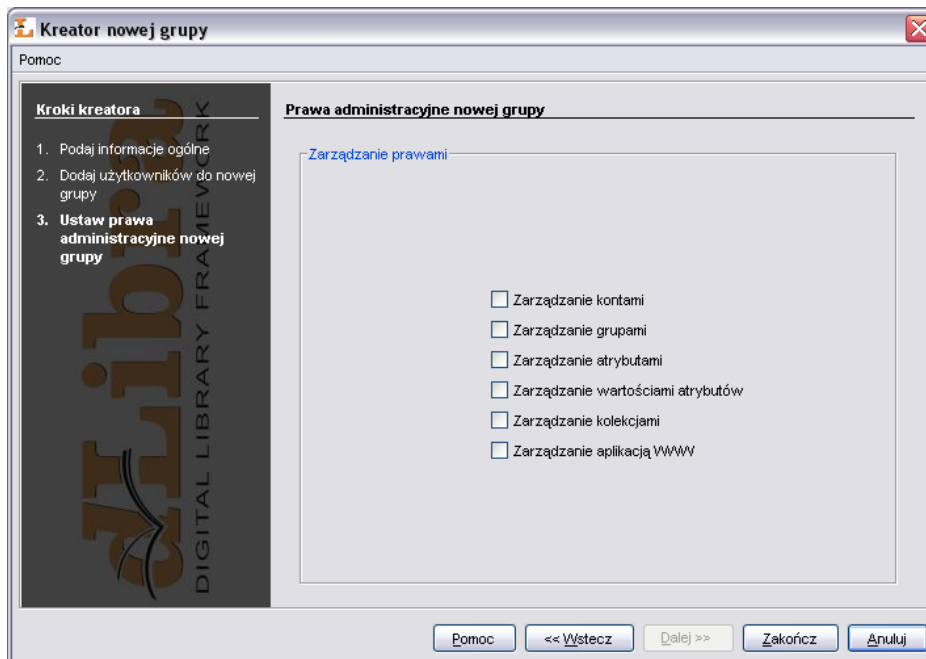 Kreator nowej grupy
Pomoc
Kroki kreatora
1. Podaj informacje ogólne
2. Dodaj użytkowników do nowej
grupy
3. Ustaw prawa
administracyjne nowej
grupy
dLibra
DIGITAL LIBRARY FRAMEWORK
Prawa administracyjne nowej grupy
Zarządzanie prawami
Zarządzanie kontami
Zarządzanie grupami
Zarządzanie atrybutami
Zarządzanie wartościami atrybutów
Zarządzanie kolekcjami
Zarządzanie aplikacją WWW
Pomoc
<< Wstecz
Dalej >>
Zakończ
Anuluj